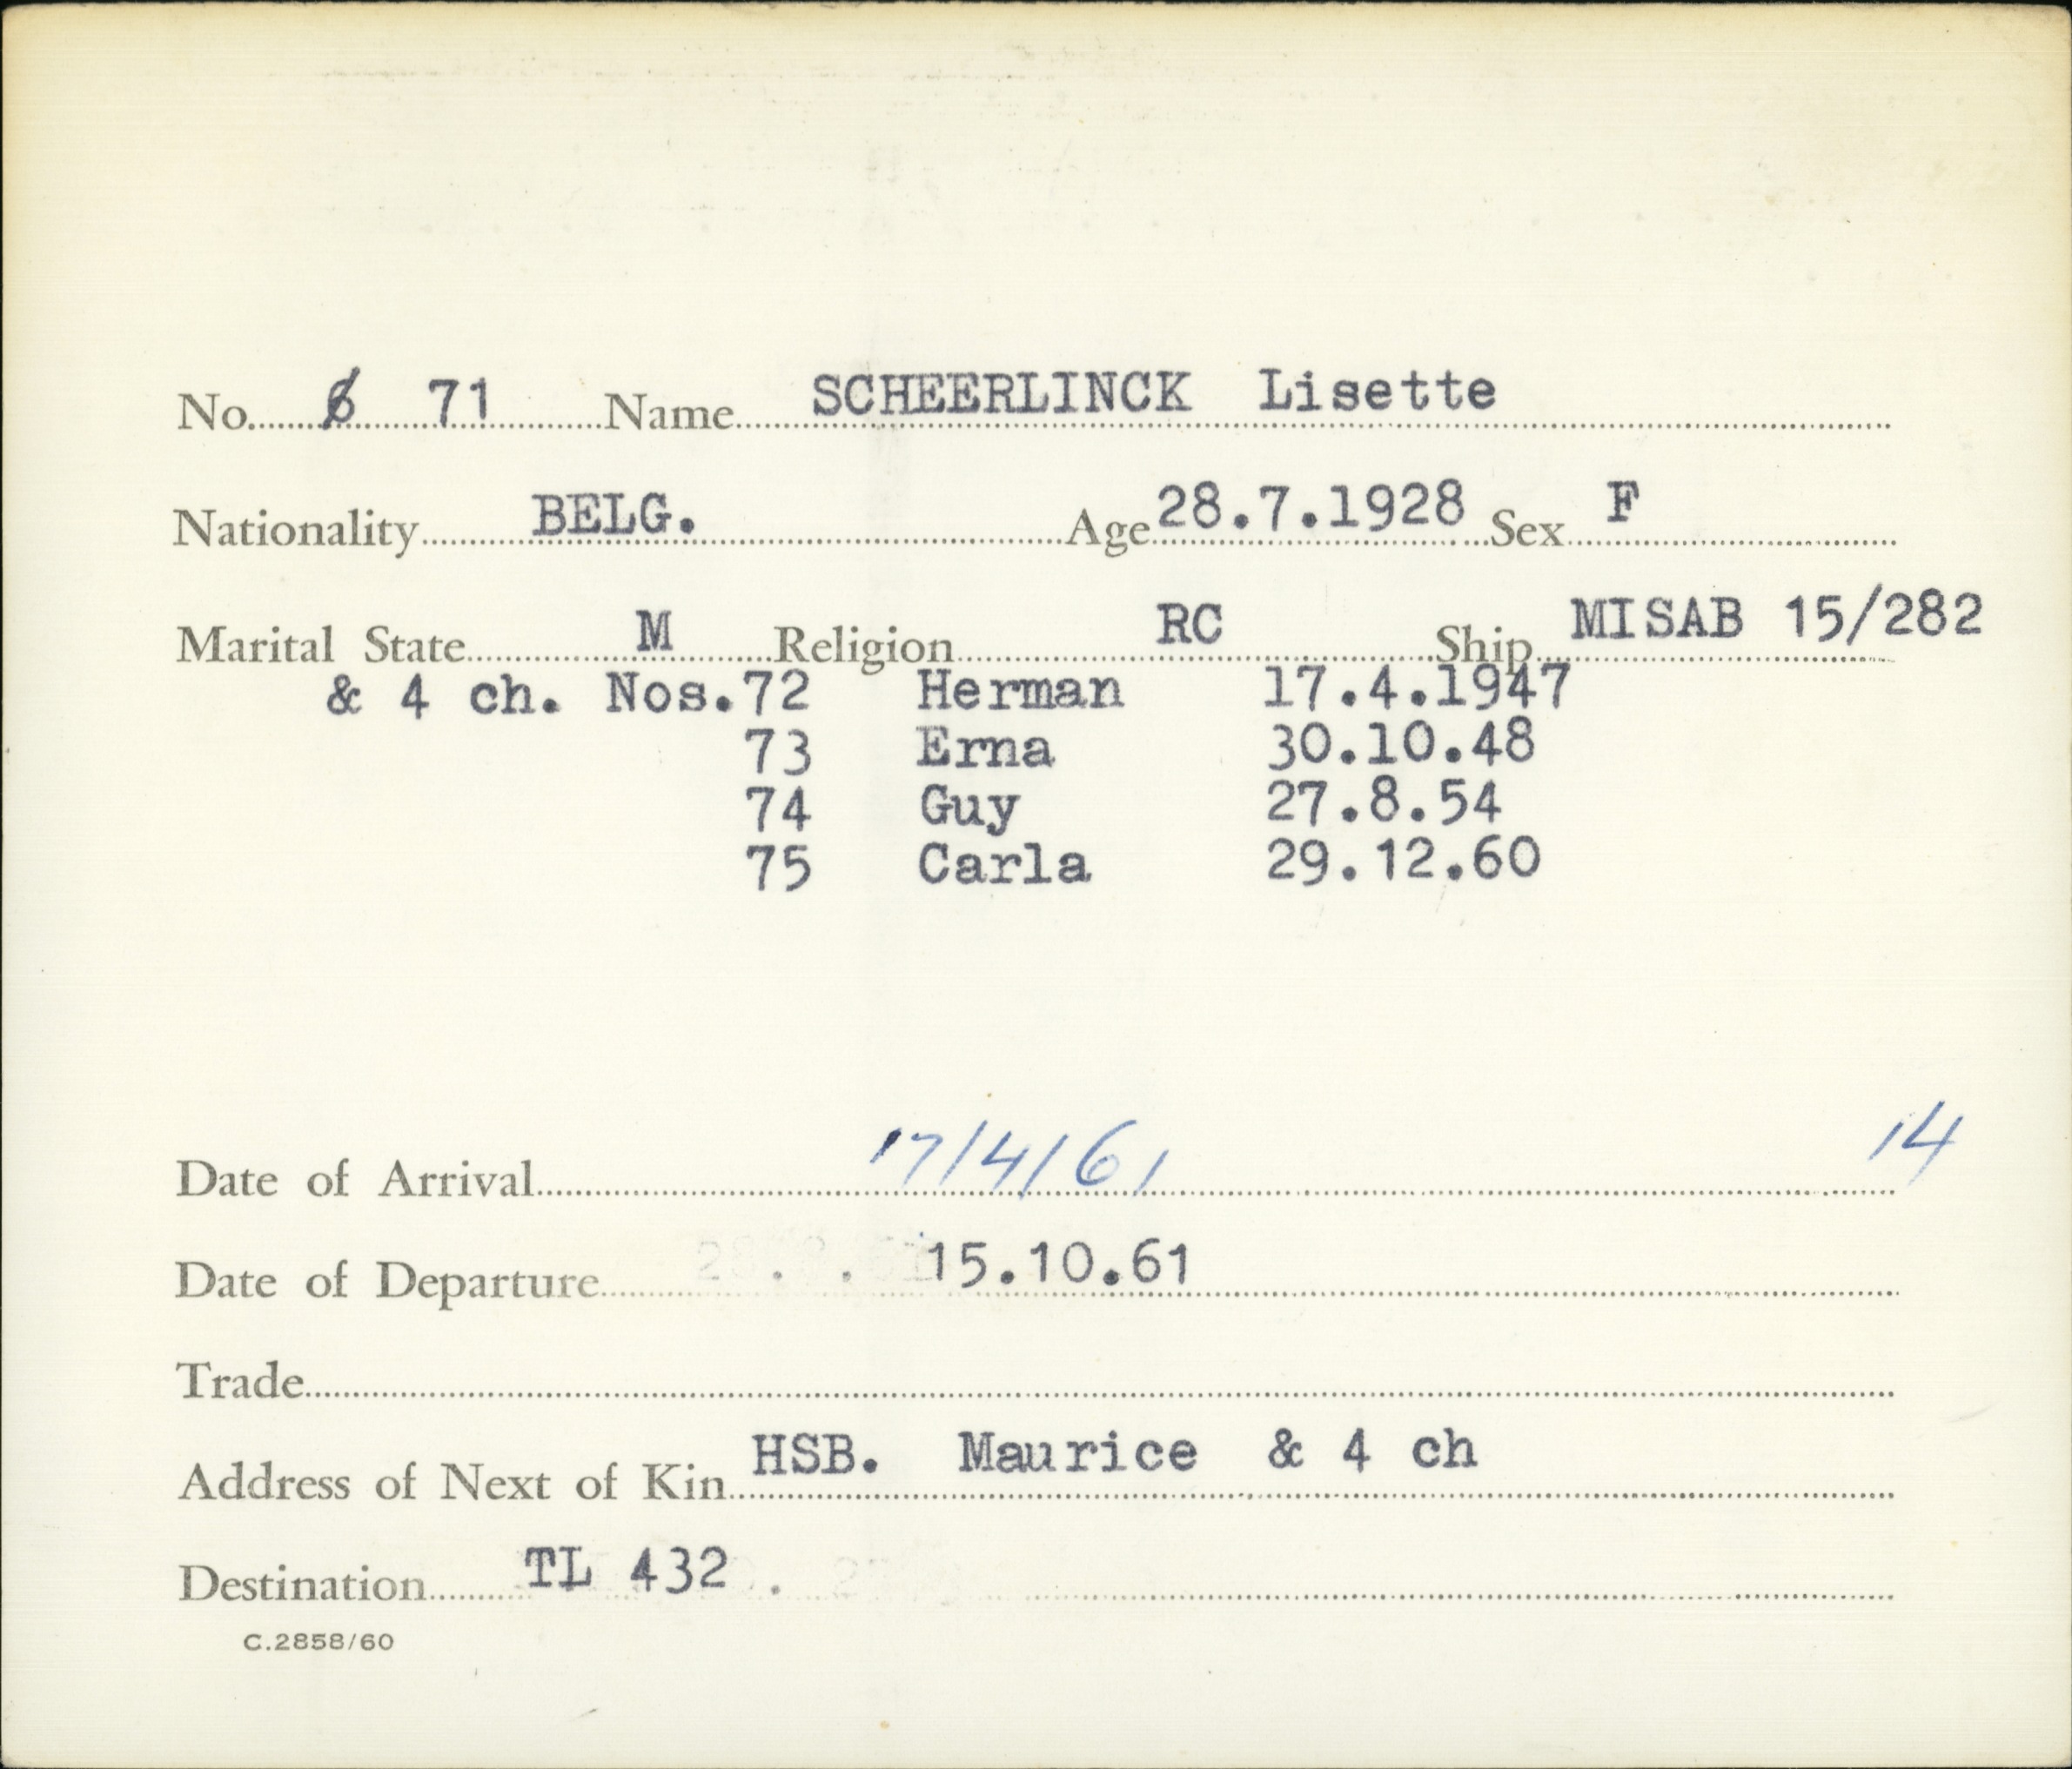 No. 6 71 Name SCHEERLINCK Lisette
Nationality BELG. Age 28.7.1928 Sex F
Marital State M Religion RC Ship MISAB 15/282
& 4 ch. Nos.72 Herman 17.4.1947
73 Erna 30.10.48
74 Guy 27.8.54
75 Carla 29.12.60
14
Date of Arrival 17/4/61
Date of Departure 15.10.61
Trade
Address of Next of Kin HSB. Maurice & 4 ch
Destination TL 432 .
C.2858/60